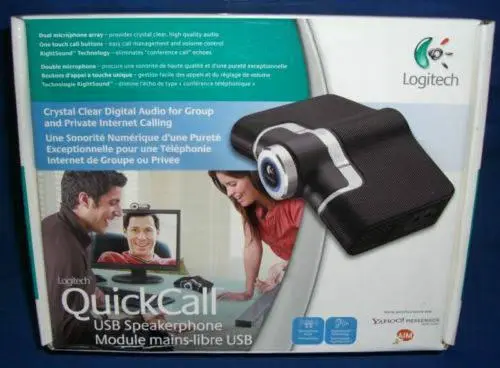 Dual microphone array – provides crystal clear, high quality audio
One touch call buttons – easy call management and volume control
RightSound™ Technology – eliminates "conference call" echoes
Double microphone – procure une sonorité de haute qualité et d'une pureté exceptionnelle
Boutons d'appel à touche unique – gestion facile des appels et du réglage de volume
Technologie RightSound™ – élimine l'écho de type « conférence téléphonique »
Logitech
Crystal Clear Digital Audio for Group
and Private Internet Calling
Une Sonorité Numérique d'une Pureté
Exceptionnelle pour une Téléphonie
Internet de Groupe ou Privée
Logitech
QuickCall
USB Speakerphone
Module mains-libre USB
YAHOO! MESSENGER
AIM